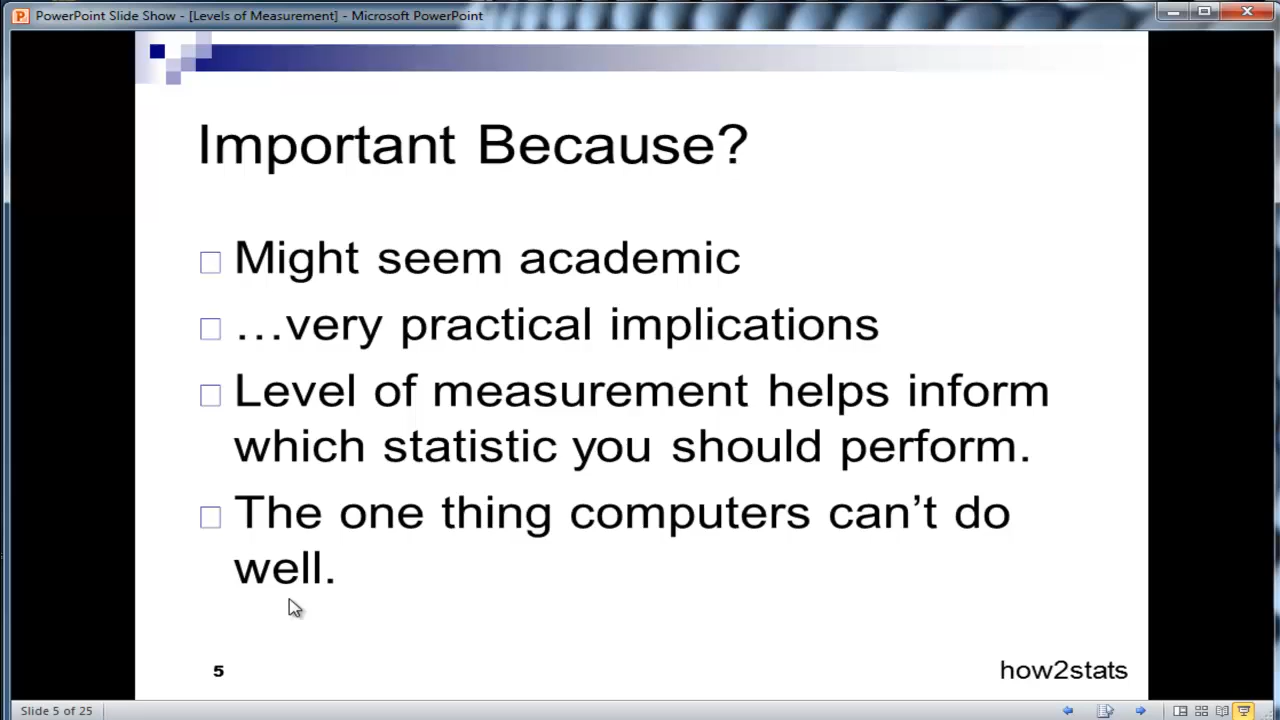 PowerPoint Slide Show - [Levels of Measurement] - Microsoft PowerPoint
Important Because?
Might seem academic
…very practical implications
Level of measurement helps inform
which statistic you should perform.
The one thing computers can’t do
well.
5
how2stats
Slide 5 of 25